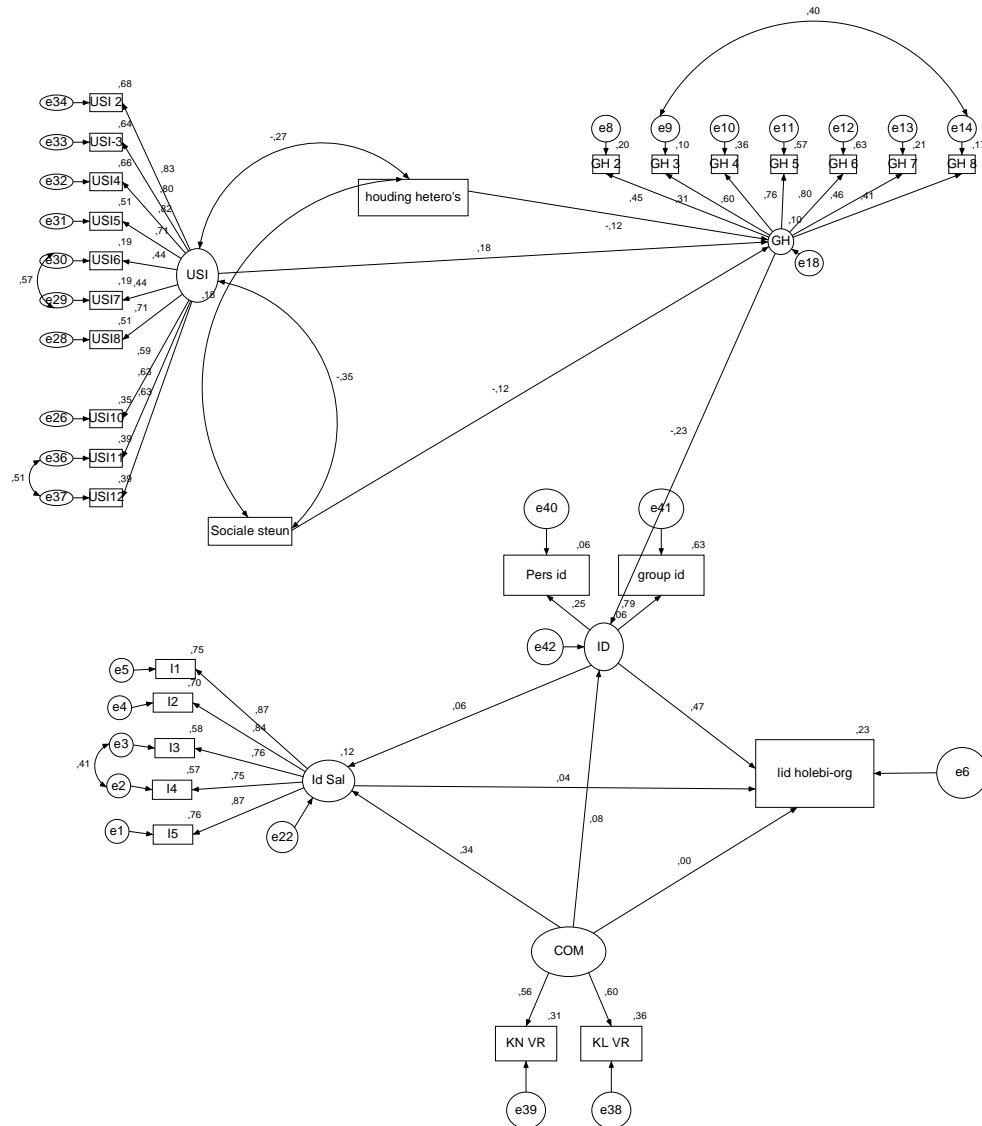 ,40
,68
e34 USI 2
,64
e33 USI-3
,66
e32 USI4
,51
e31 USI5
,19
e30 USI6
,57
,19
e29 USI7
,51
e28 USI8
,35
e26 USI10
,39
e36 USI11
,51
,39
e37 USI12
,83
,80
,82
,71
,44
,44
,71
,59
,63
,63
USI
-,27
houding hetero's
,18
-,35
Sociale steun
-,12
,18
-,12
e8 e9 e10 e11 e12 e13 e14
,20 ,10 ,36 ,57 ,63 ,21 ,17
GH 2 GH 3 GH 4 GH 5 GH 6 GH 7 GH 8
,45 ,31 ,60 ,76 ,80 ,46 ,41
,10
GH
e18
-,23
e40 e41
,06 ,63
Pers id group id
,25 ,79
,06
e42 ID
,75
e5 I1
,70
e4 I2
,58
e3 I3
,41
,57
e2 I4
,76
e1 I5
,87
,84
,76
,75
,87
,12
Id Sal
e22
,06
,47
,04
,23
lid holebi-org
e6
,34
,08
,00
COM
,56 ,60
,31 ,36
KN VR KL VR
e39 e38